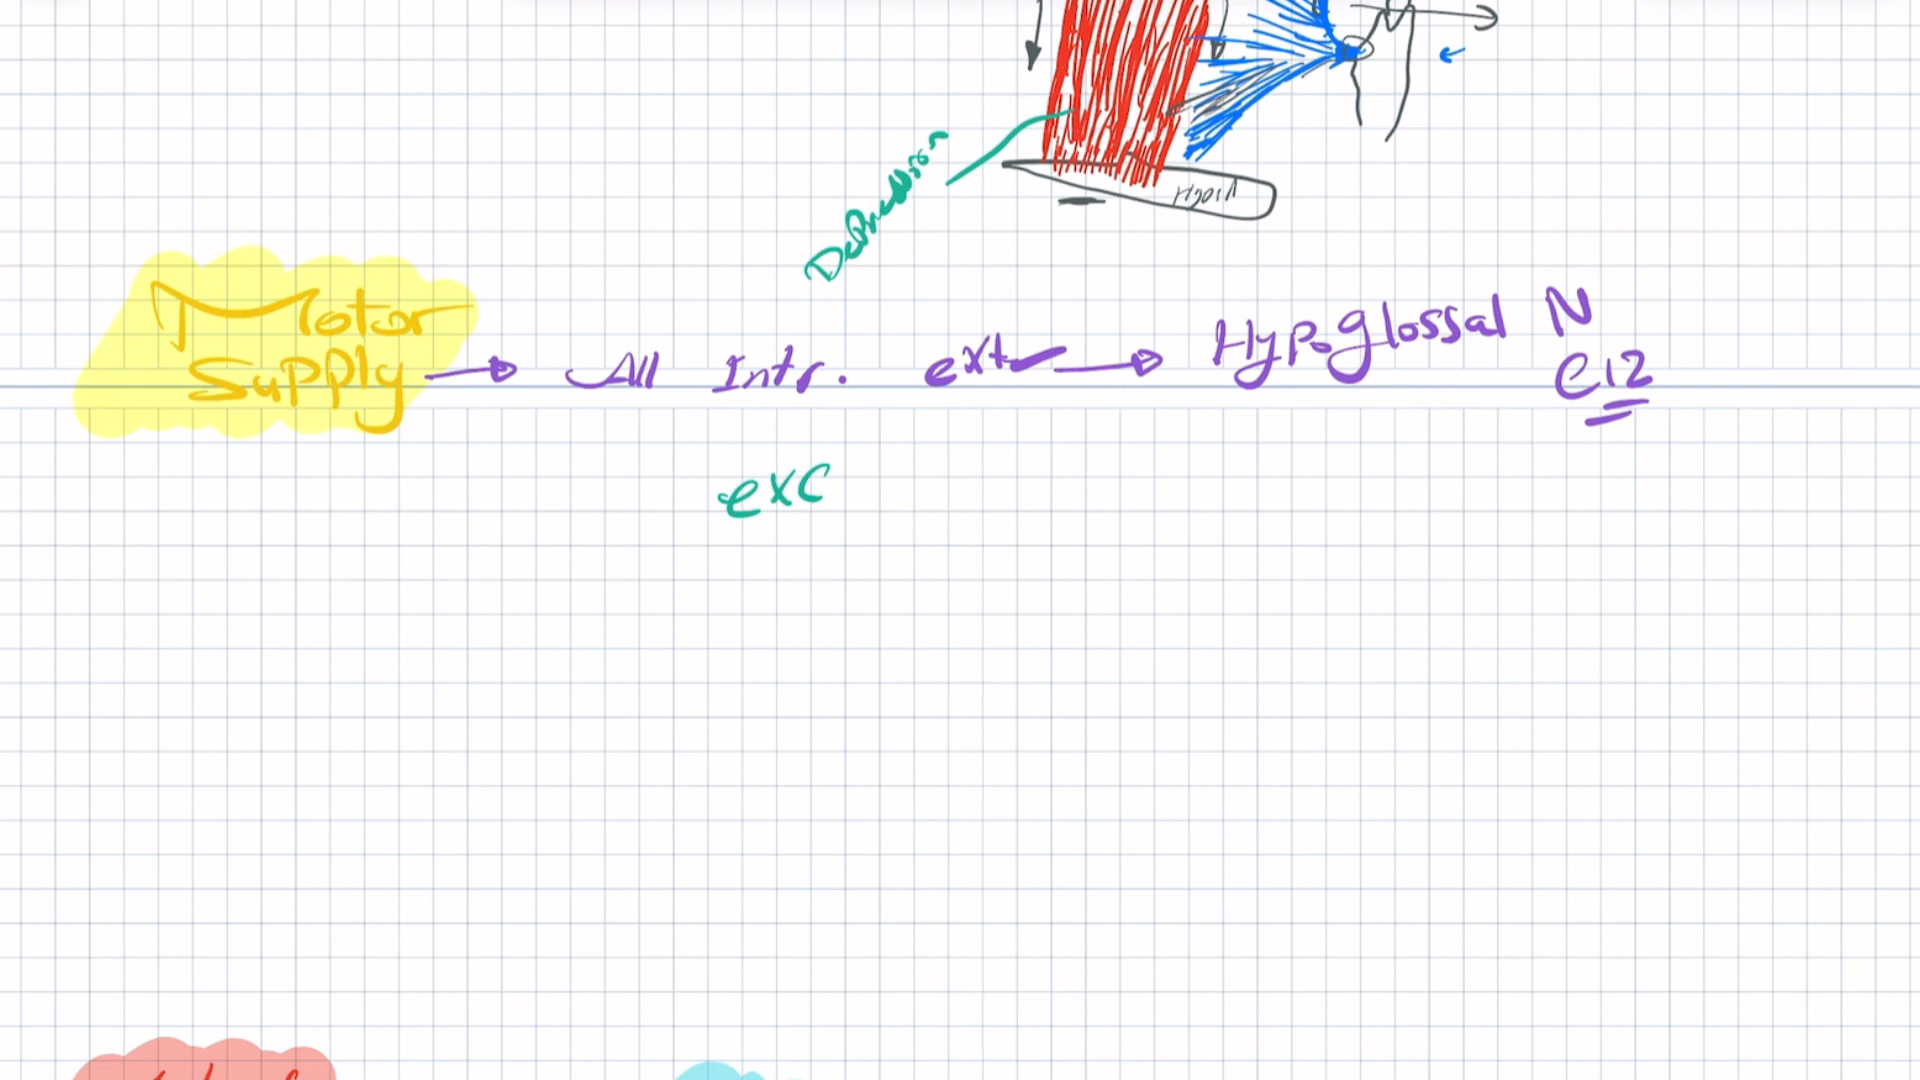 Hyoid
Depression
Motor
Supply
All Intr. ext Hypoglossal N
C12
exc